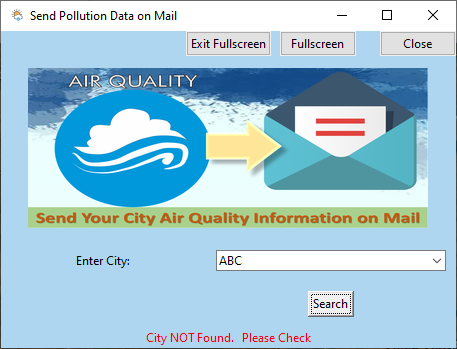 Send Pollution Data on Mail
Exit Fullscreen Fullscreen Close
AIR QUALITY
Send Your City Air Quality Information on Mail
Enter City: ABC
Search
City NOT Found. Please Check